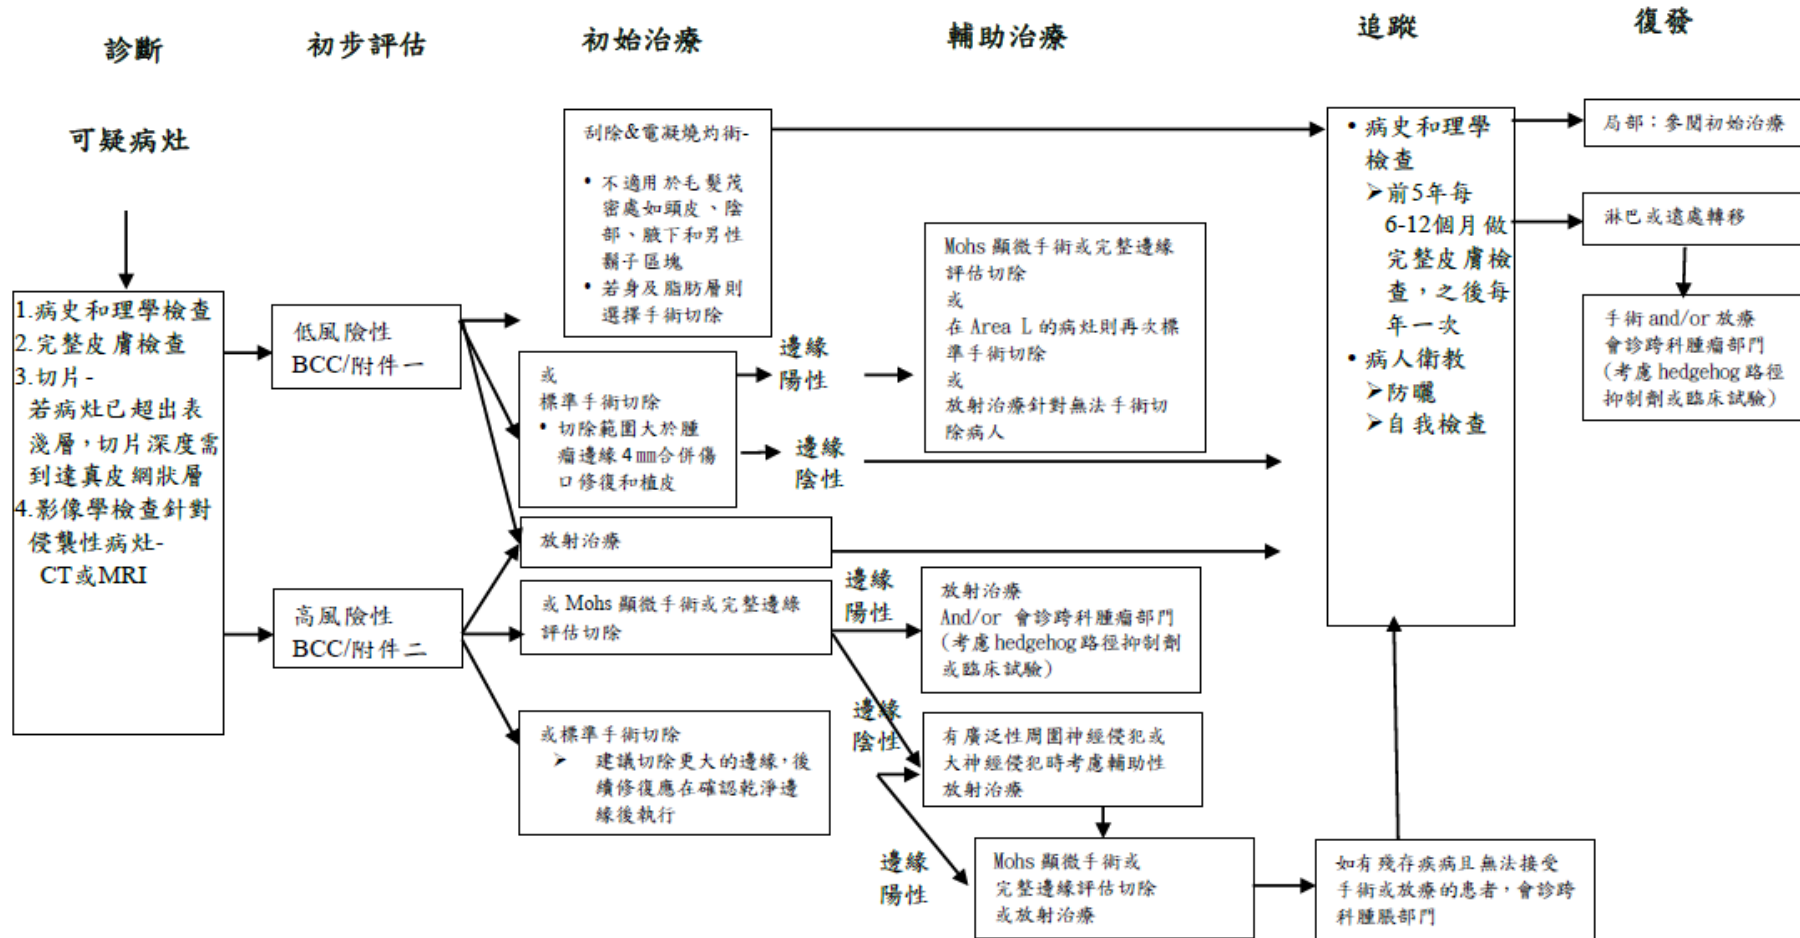 診斷
初步評估
初始治療
輔助治療
追蹤
復發
可疑病灶
1.病史和理學檢查
2.完整皮膚檢查
3.切片-
若病灶已超出表
淺層，切片深度需
到達真皮網狀層
4.影像學檢查針對
侵襲性病灶-
CT或MRI
低風險性
BCC/附件一
高風險性
BCC/附件二
刮除&電凝燒灼術-
• 不適用於毛髮茂
密處如頭皮、陰
部、腋下和男性
鬍子區塊
• 若身及脂肪層則
選擇手術切除
或
標準手術切除
• 切除範圍大於腫
瘤邊緣4㎜合併傷
口修復和植皮
放射治療
或 Mohs 顯微手術或完整邊緣
評估切除
或標準手術切除
➢ 建議切除更大的邊緣，後
續修復應在確認乾淨邊
緣後執行
邊緣
陽性
邊緣
陰性
邊緣
陽性
邊緣
陰性
邊緣
陽性
Mohs 顯微手術或完整邊緣
評估切除
或
在 Area L 的病灶則再次標
準手術切除
或
放射治療針對無法手術切
除病人
放射治療
And/or 會診跨科腫瘤部門
(考慮 hedgehog 路徑抑制劑
或臨床試驗)
有廣泛性周圍神經侵犯或
大神經侵犯時考慮輔助性
放射治療
Mohs 顯微手術或
完整邊緣評估切除
或放射治療
• 病史和理學
檢查
➢前5年每
6-12個月做
完整皮膚檢
查，之後每
年一次
• 病人衛教
➢防曬
➢自我檢查
如有殘存疾病且無法接受
手術或放療的患者，會診跨
科腫脹部門
局部：參閱初始治療
淋巴或遠處轉移
手術 and/or 放療
會診跨科腫瘤部門
(考慮 hedgehog 路徑
抑制劑或臨床試驗)